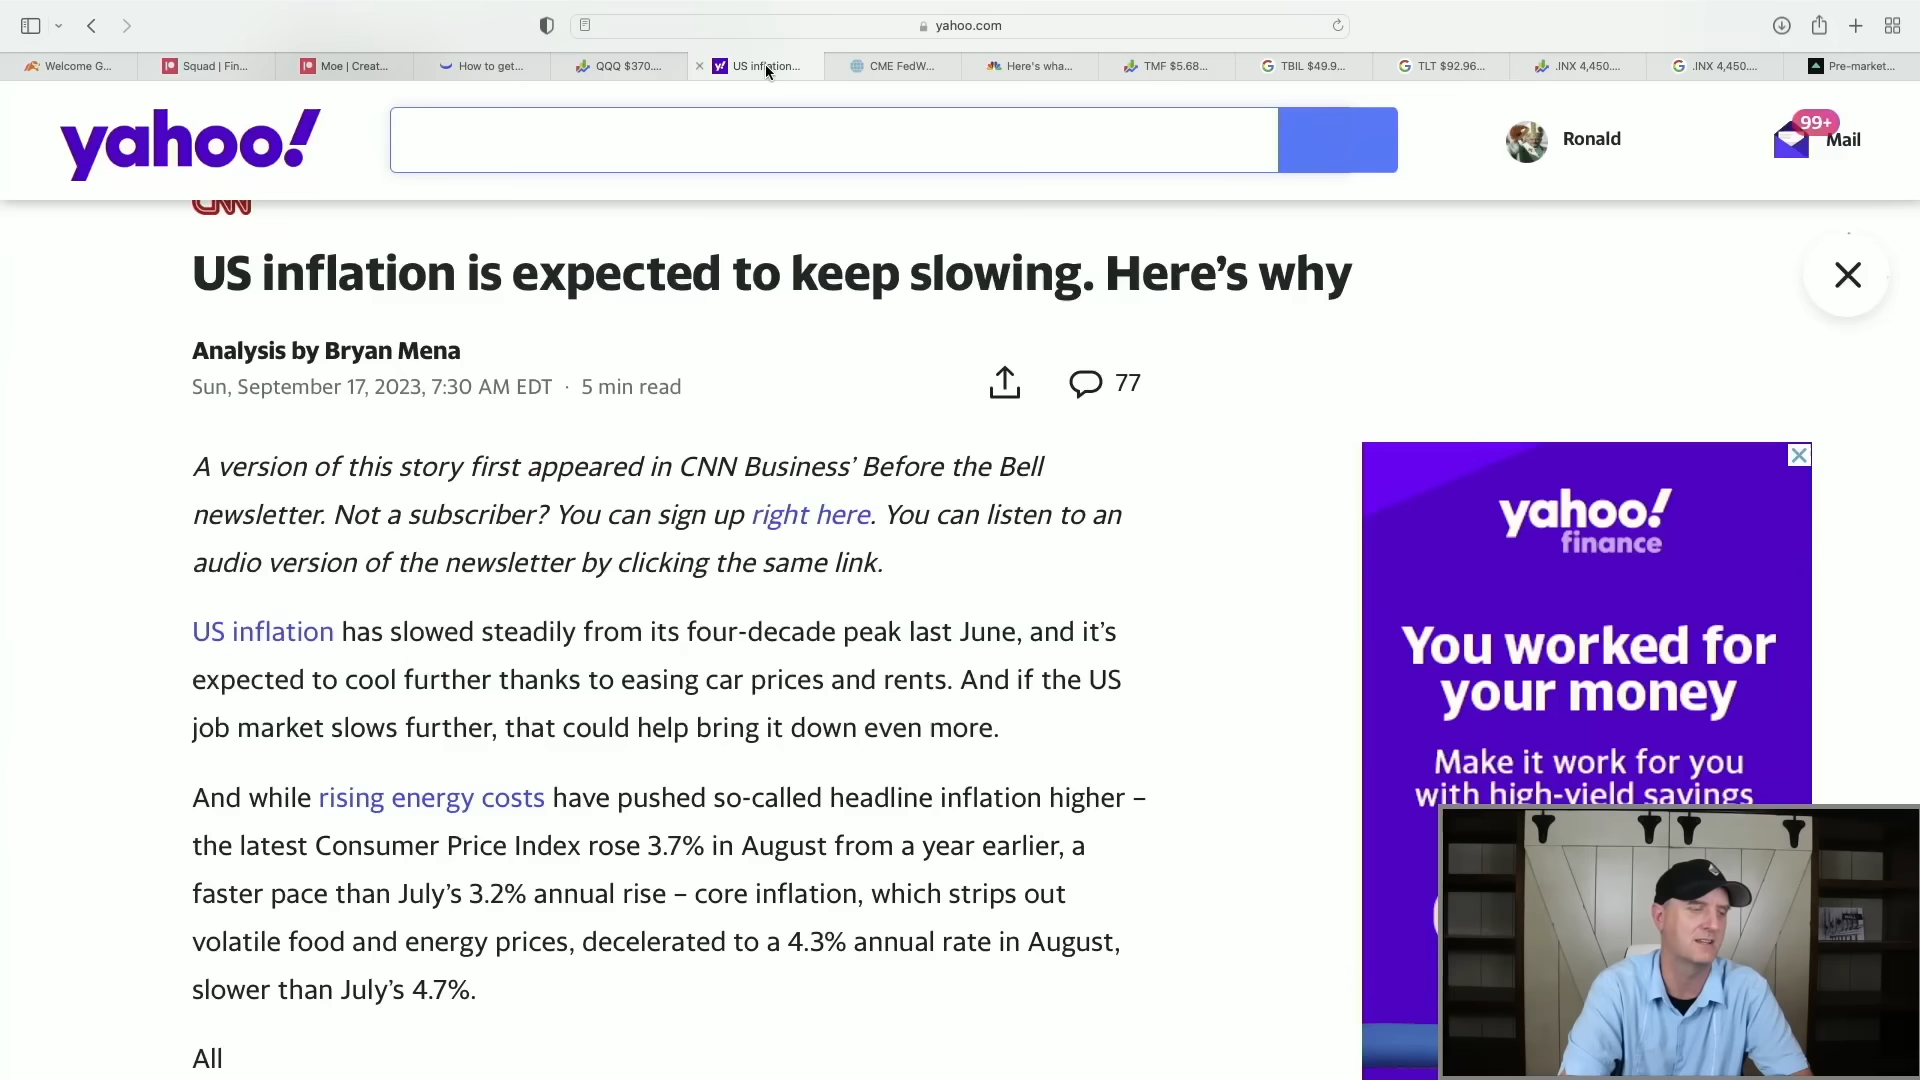 yahoo.com
Welcome G...
Squad | Fin...
Moe | Creat...
How to get...
QQQ $370....
US inflation...
CME FedW...
Here's wha...
TMF $5.68...
TBIL $49.9...
TLT $92.96...
.INX 4,450....
.INX 4,450....
Pre-market...
yahoo!
Ronald
99+
Mail
CNN
US inflation is expected to keep slowing. Here's why
Analysis by Bryan Mena
Sun, September 17, 2023, 7:30 AM EDT · 5 min read
77
A version of this story first appeared in CNN Business' Before the Bell
newsletter. Not a subscriber? You can sign up right here. You can listen to an
audio version of the newsletter by clicking the same link.
US inflation has slowed steadily from its four-decade peak last June, and it's
expected to cool further thanks to easing car prices and rents. And if the US
job market slows further, that could help bring it down even more.
And while rising energy costs have pushed so-called headline inflation higher –
the latest Consumer Price Index rose 3.7% in August from a year earlier, a
faster pace than July's 3.2% annual rise – core inflation, which strips out
volatile food and energy prices, decelerated to a 4.3% annual rate in August,
slower than July's 4.7%.
All
yahoo!
finance
You worked for
your money
Make it work for you
with high-yield savings